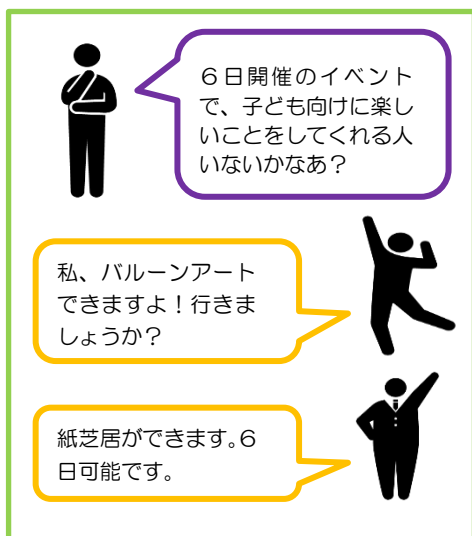 ６日開催のイベント
で、子ども向けに楽し
いことをしてくれる人
いないかなあ？
私、バルーンアート
できますよ！行きま
しょうか？
紙芝居ができます。６
日可能です。